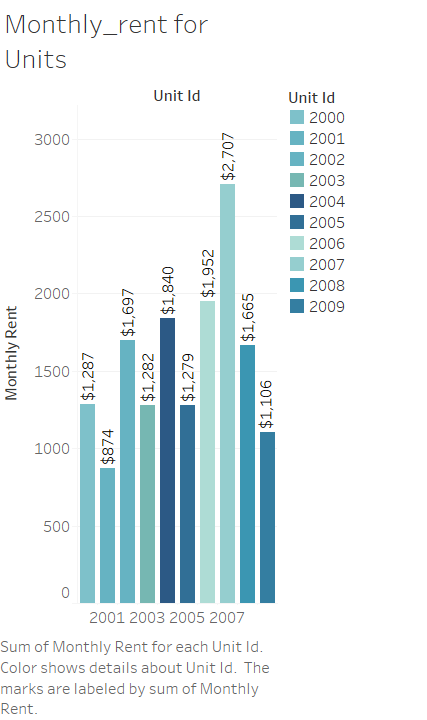 Monthly_rent for
Units
Unit Id
Unit Id
2000
2001
2002
2003
2004
2005
2006
2007
2008
2009
Monthly Rent
3000
2500
2000
1500
1000
500
0
$1,287
$874
$1,697
$1,282
$1,840
$1,279
$1,952
$2,707
$1,665
$1,106
2001 2003 2005 2007
Sum of Monthly Rent for each Unit Id.
Color shows details about Unit Id.  The
marks are labeled by sum of Monthly
Rent.